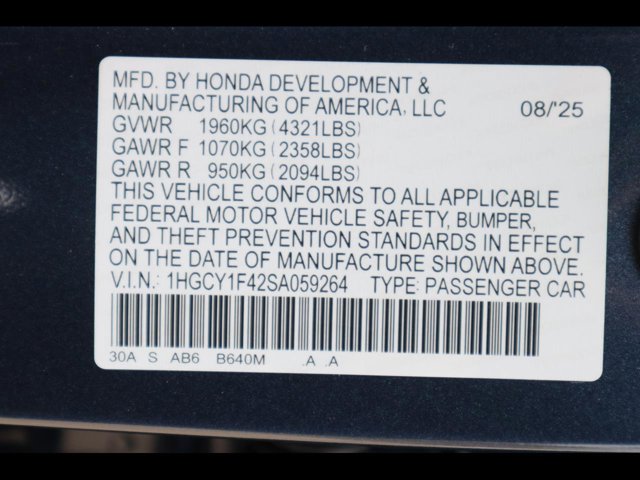 MFD. BY HONDA DEVELOPMENT &
MANUFACTURING OF AMERICA, LLC 08/'25
GVWR 1960KG (4321LBS)
GAWR F 1070KG (2358LBS)
GAWR R 950KG (2094LBS)
THIS VEHICLE CONFORMS TO ALL APPLICABLE
FEDERAL MOTOR VEHICLE SAFETY, BUMPER,
AND THEFT PREVENTION STANDARDS IN EFFECT
ON THE DATE OF MANUFACTURE SHOWN ABOVE.
V.I.N.: 1HGCY1F42SA059264 TYPE: PASSENGER CAR
30A S AB6 B640M .A .A